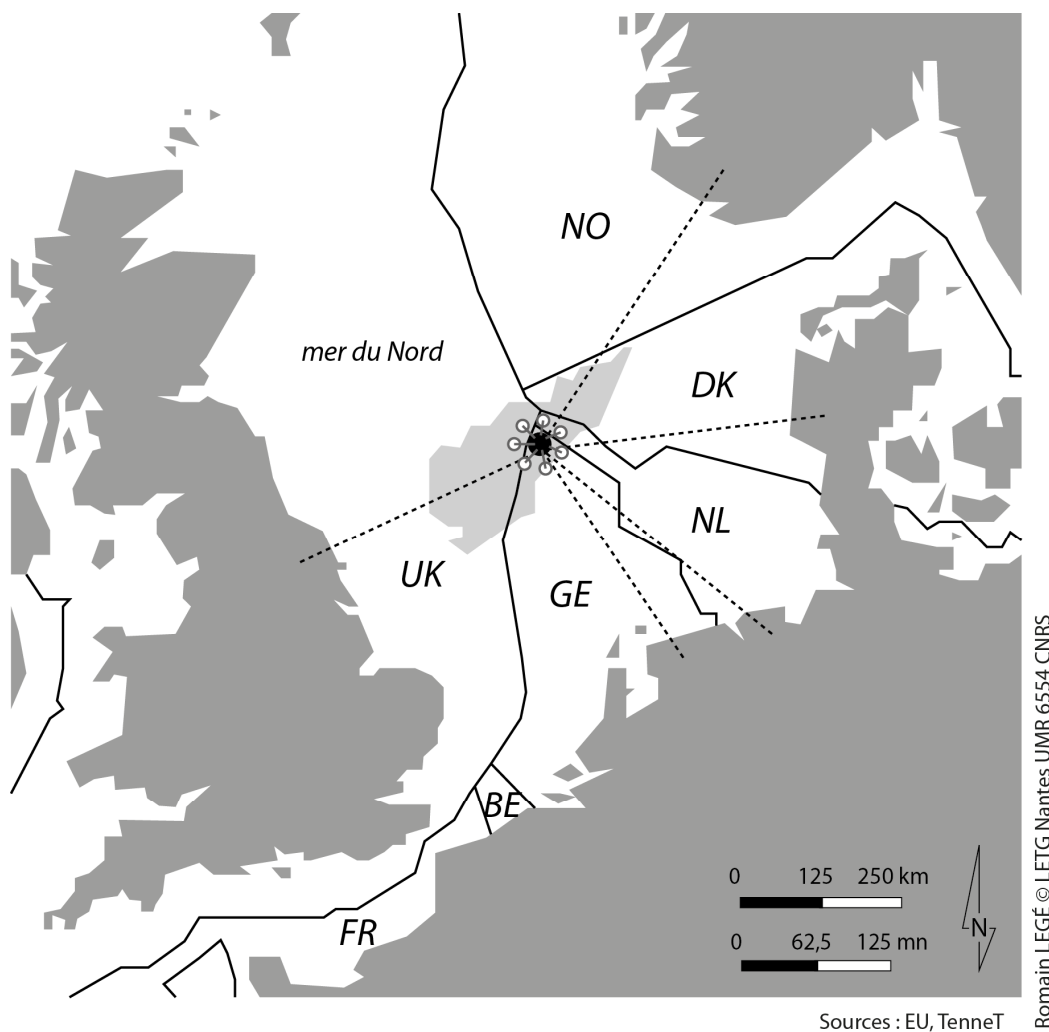 NO
mer du Nord
DK
NL
UK
GE
BE
FR
0 125 250 km
0 62,5 125 mn
N
Sources : EU, TenneT
Romain LEGÉ © LETG Nantes UMR 6554 CNRS